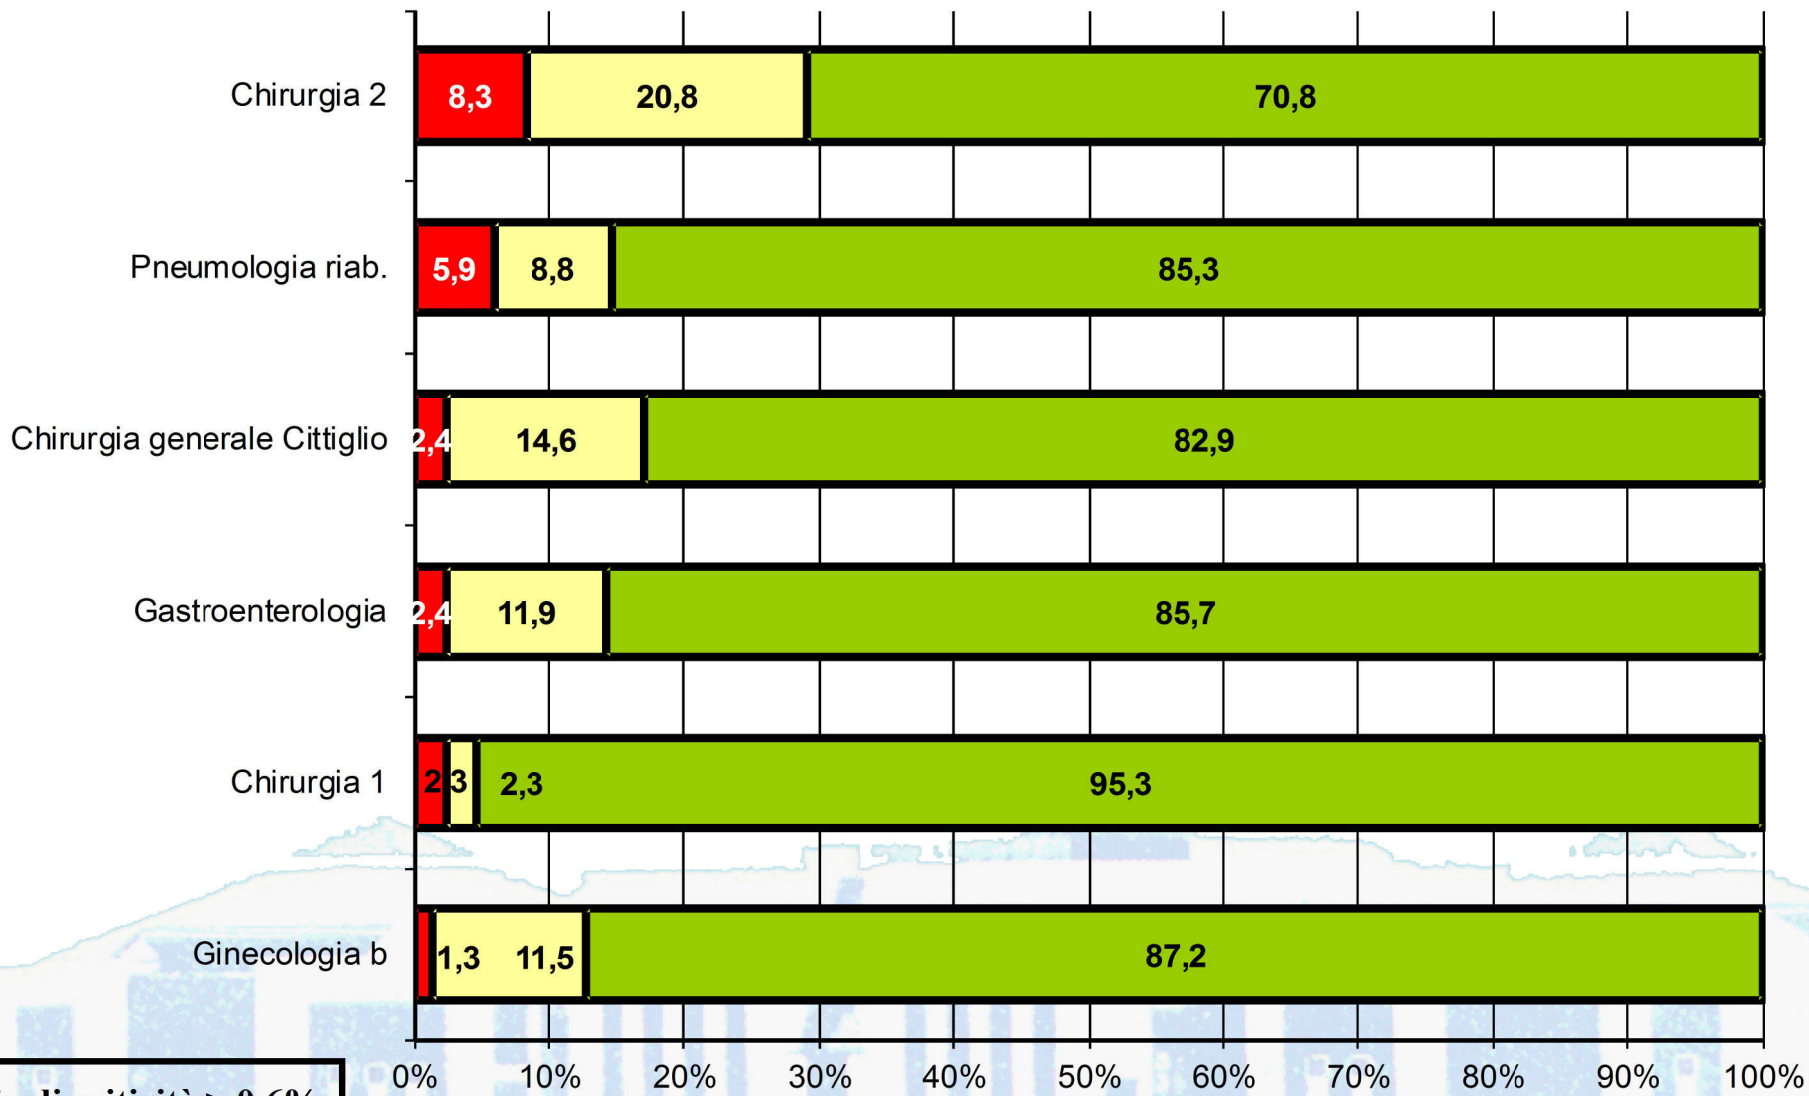 Chirurgia 2 8,3 20,8 70,8
Pneumologia riab. 5,9 8,8 85,3
Chirurgia generale Cittiglio 2,4 14,6 82,9
Gastroenterologia 2,4 11,9 85,7
Chirurgia 1 2 3 2,3 95,3
Ginecologia b 1,3 11,5 87,2
0% 10% 20% 30% 40% 50% 60% 70% 80% 90% 100%